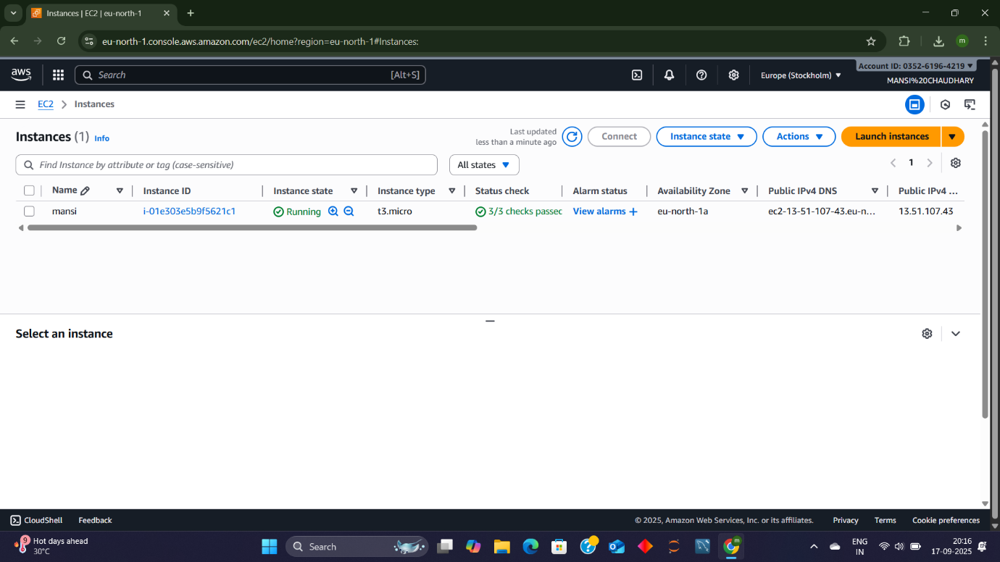 Instances | EC2 | eu-north-1
eu-north-1.console.aws.amazon.com/ec2/home?region=eu-north-1#Instances:
m
aws
Search
[Alt+S]
Europe (Stockholm)
Account ID: 0352-6196-4219
MANSI%20CHAUDHARY
EC2
Instances
Instances (1) Info
Last updated
less than a minute ago
Connect
Instance state
Actions
Launch instances
Find Instance by attribute or tag (case-sensitive)
All states
1
Name Instance ID Instance state Instance type Status check Alarm status Availability Zone Public IPv4 DNS Public IPv4 ...
mansi i-01e303e5b9f5621c1 Running t3.micro 3/3 checks passec View alarms + eu-north-1a ec2-13-51-107-43.eu-n... 13.51.107.43
Select an instance
CloudShell Feedback © 2025, Amazon Web Services, Inc. or its affiliates. Privacy Terms Cookie preferences
9
Hot days ahead
30°C
Search
m
ENG
IN
20:16
17-09-2025